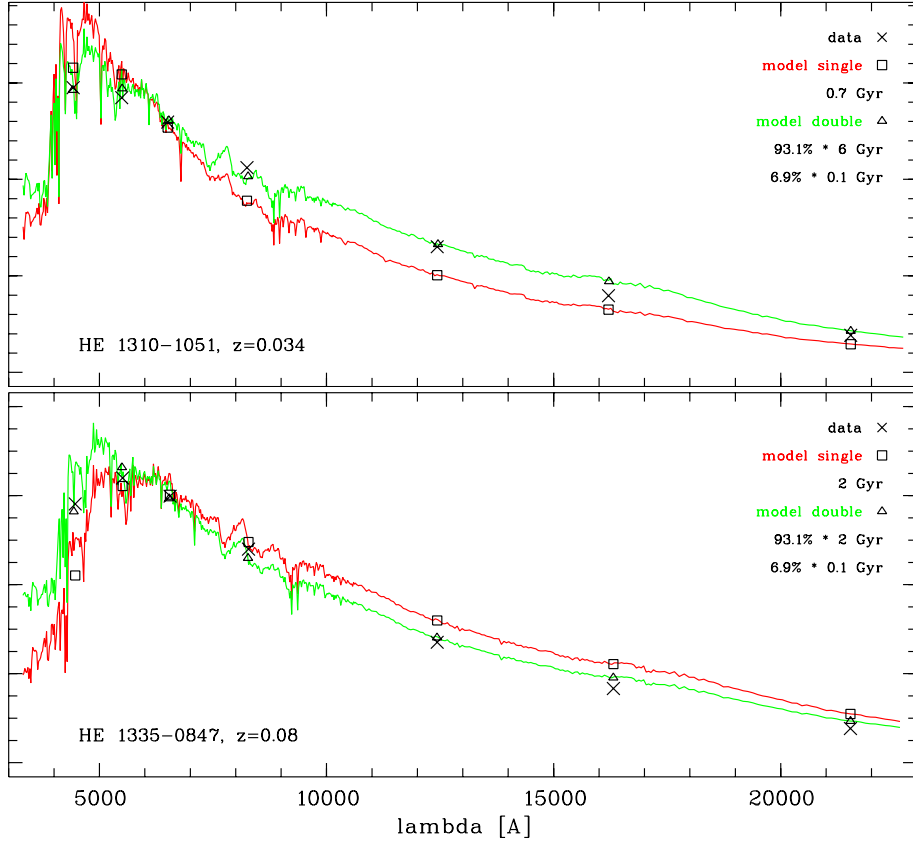 data
model single
0.7 Gyr
model double
93.1% * 6 Gyr
6.9% * 0.1 Gyr
HE 1310−1051, z=0.034
data
model single
2 Gyr
model double
93.1% * 2 Gyr
6.9% * 0.1 Gyr
HE 1335−0847, z=0.08
5000 10000 15000 20000
lambda [A]